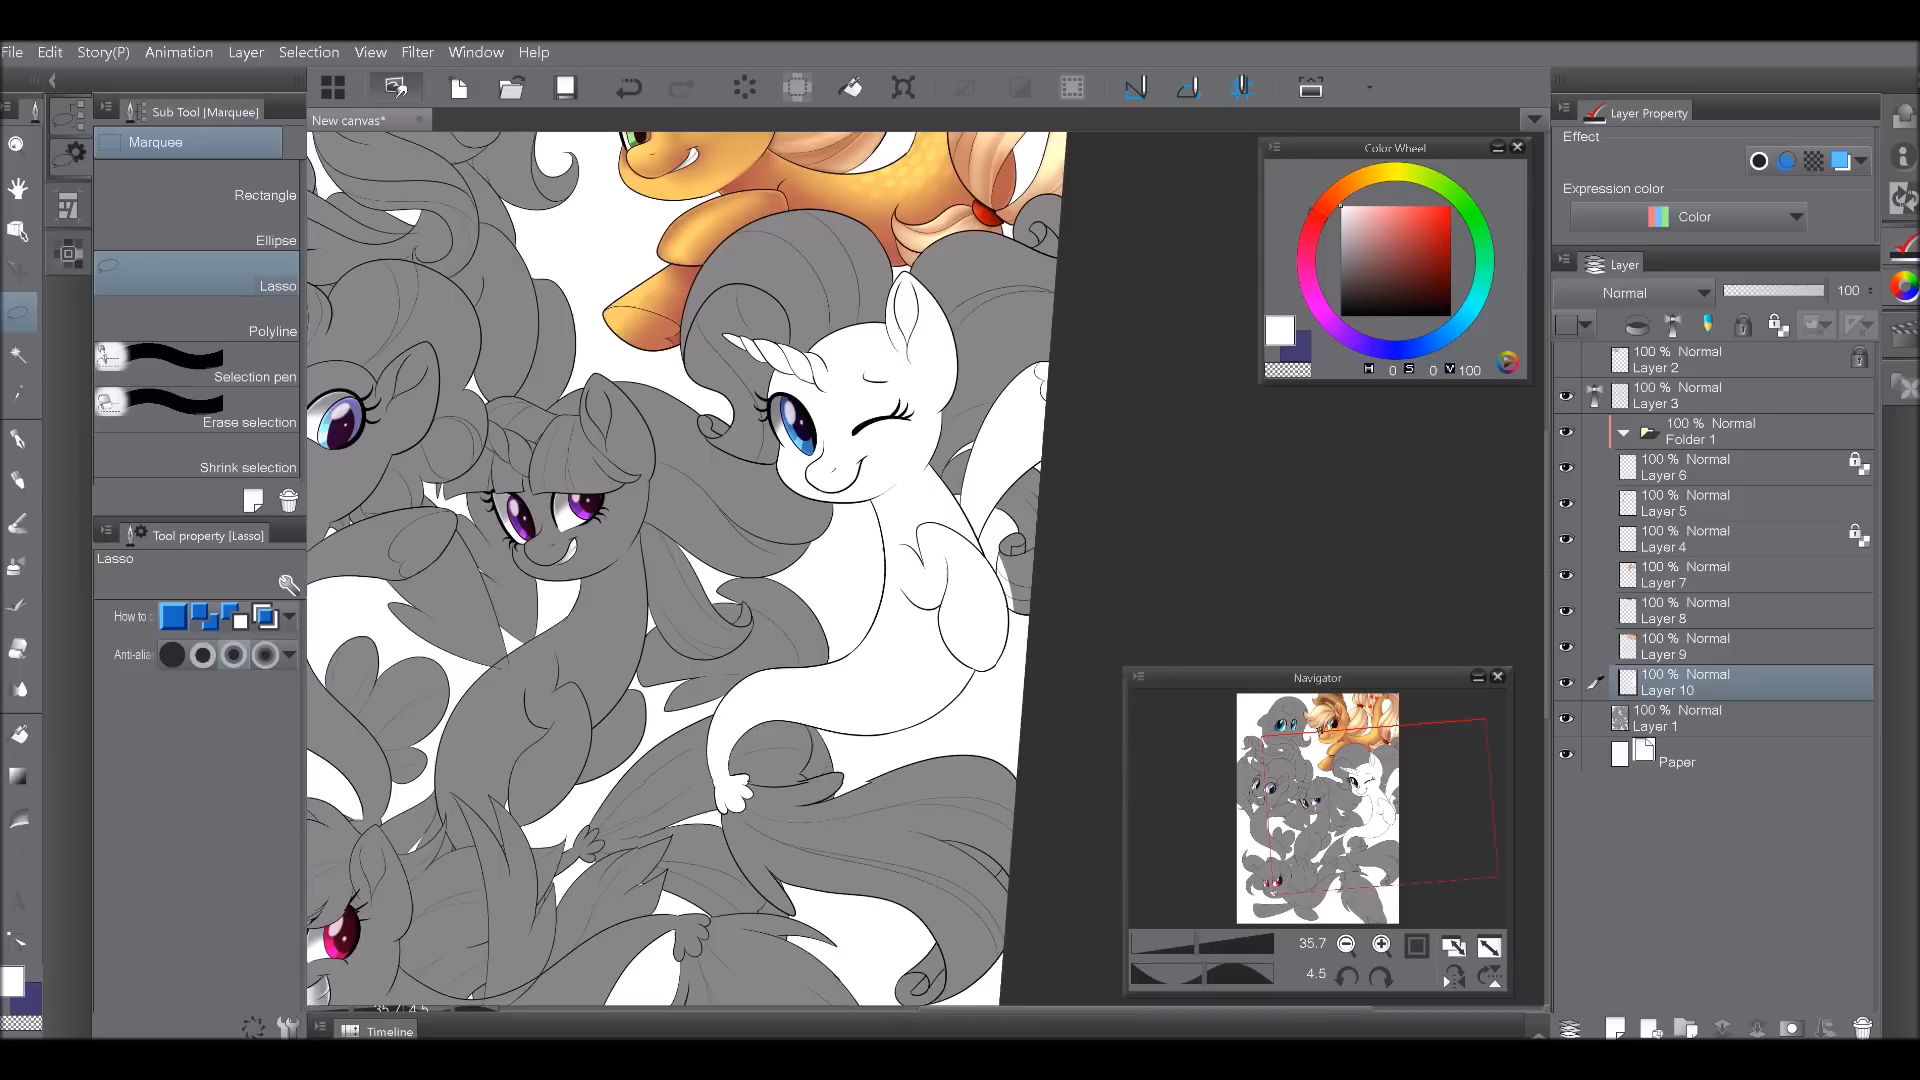 File Edit Story(P) Animation Layer Selection View Filter Window Help
Sub Tool [Marquee]
Marquee
Rectangle
Ellipse
Lasso
Polyline
Selection pen
Erase selection
Shrink selection
Tool property [Lasso]
Lasso
How to
Anti-alia
New canvas*
Color Wheel
H 0 S 0 V 100
Navigator
35.7
4.5
35.7 / 4.5
Timeline
Layer Property
Effect
Expression color
Color
Layer
Normal 100
100 % Normal
Layer 2
100 % Normal
Layer 3
100 % Normal
Folder 1
100 % Normal
Layer 6
100 % Normal
Layer 5
100 % Normal
Layer 4
100 % Normal
Layer 7
100 % Normal
Layer 8
100 % Normal
Layer 9
100 % Normal
Layer 10
100 % Normal
Layer 1
Paper